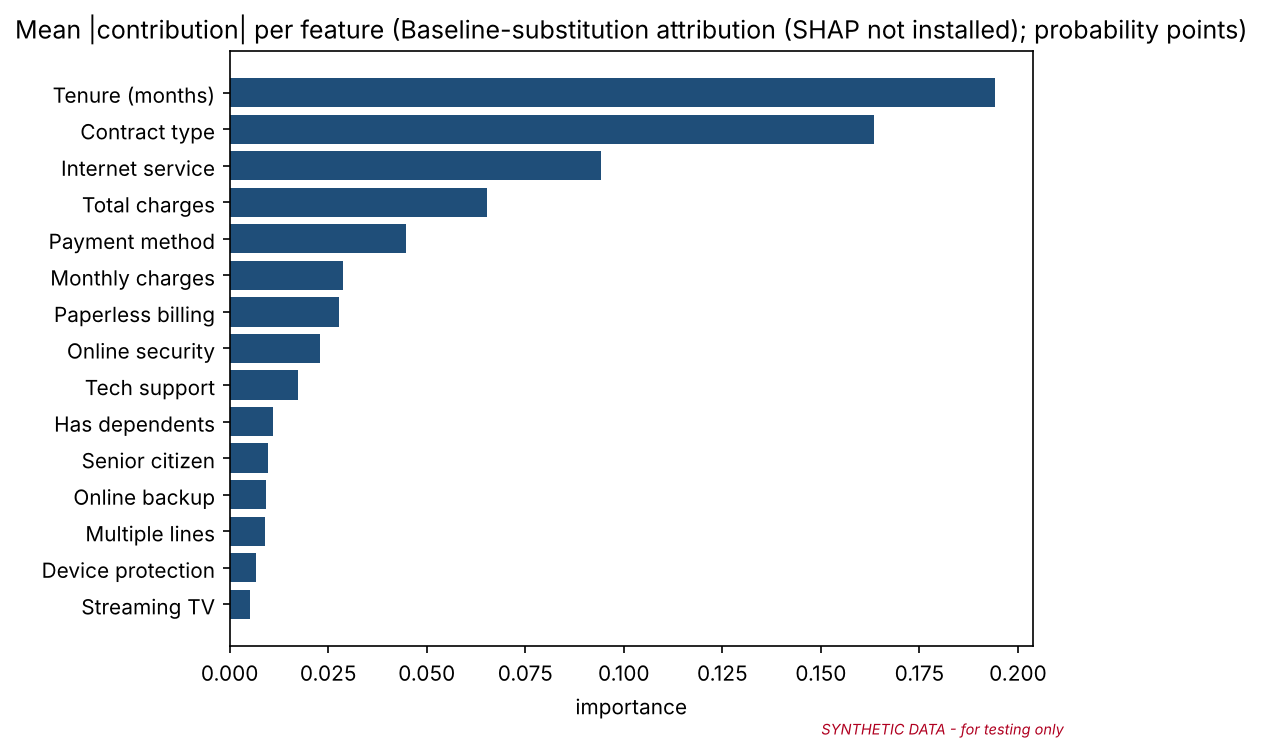 Mean |contribution| per feature (Baseline-substitution attribution (SHAP not installed); probability points)
Tenure (months)
Contract type
Internet service
Total charges
Payment method
Monthly charges
Paperless billing
Online security
Tech support
Has dependents
Senior citizen
Online backup
Multiple lines
Device protection
Streaming TV
0.000 0.025 0.050 0.075 0.100 0.125 0.150 0.175 0.200
importance
SYNTHETIC DATA - for testing only